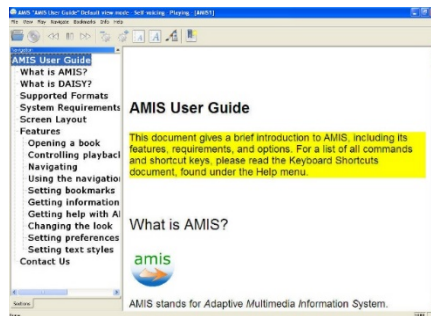 AMIS "AMIS User Guide" Default view mode - Self voicing Playing [AMIS1]
File View Play Navigate Bookmarks Info Help
Navigation
AMIS User Guide
What is AMIS?
What is DAISY?
Supported Formats
System Requirements
Screen Layout
Features
Opening a book
Controlling playbacl
Navigating
Using the navigation
Setting bookmarks
Getting information
Getting help with AI
Changing the look
Setting preferences
Setting text styles
Contact Us
Sections
AMIS User Guide
This document gives a brief introduction to AMIS, including its
features, requirements, and options. For a list of all commands
and shortcut keys, please read the Keyboard Shortcuts
document, found under the Help menu.
What is AMIS?
amis
AMIS stands for Adaptive Multimedia Information System.